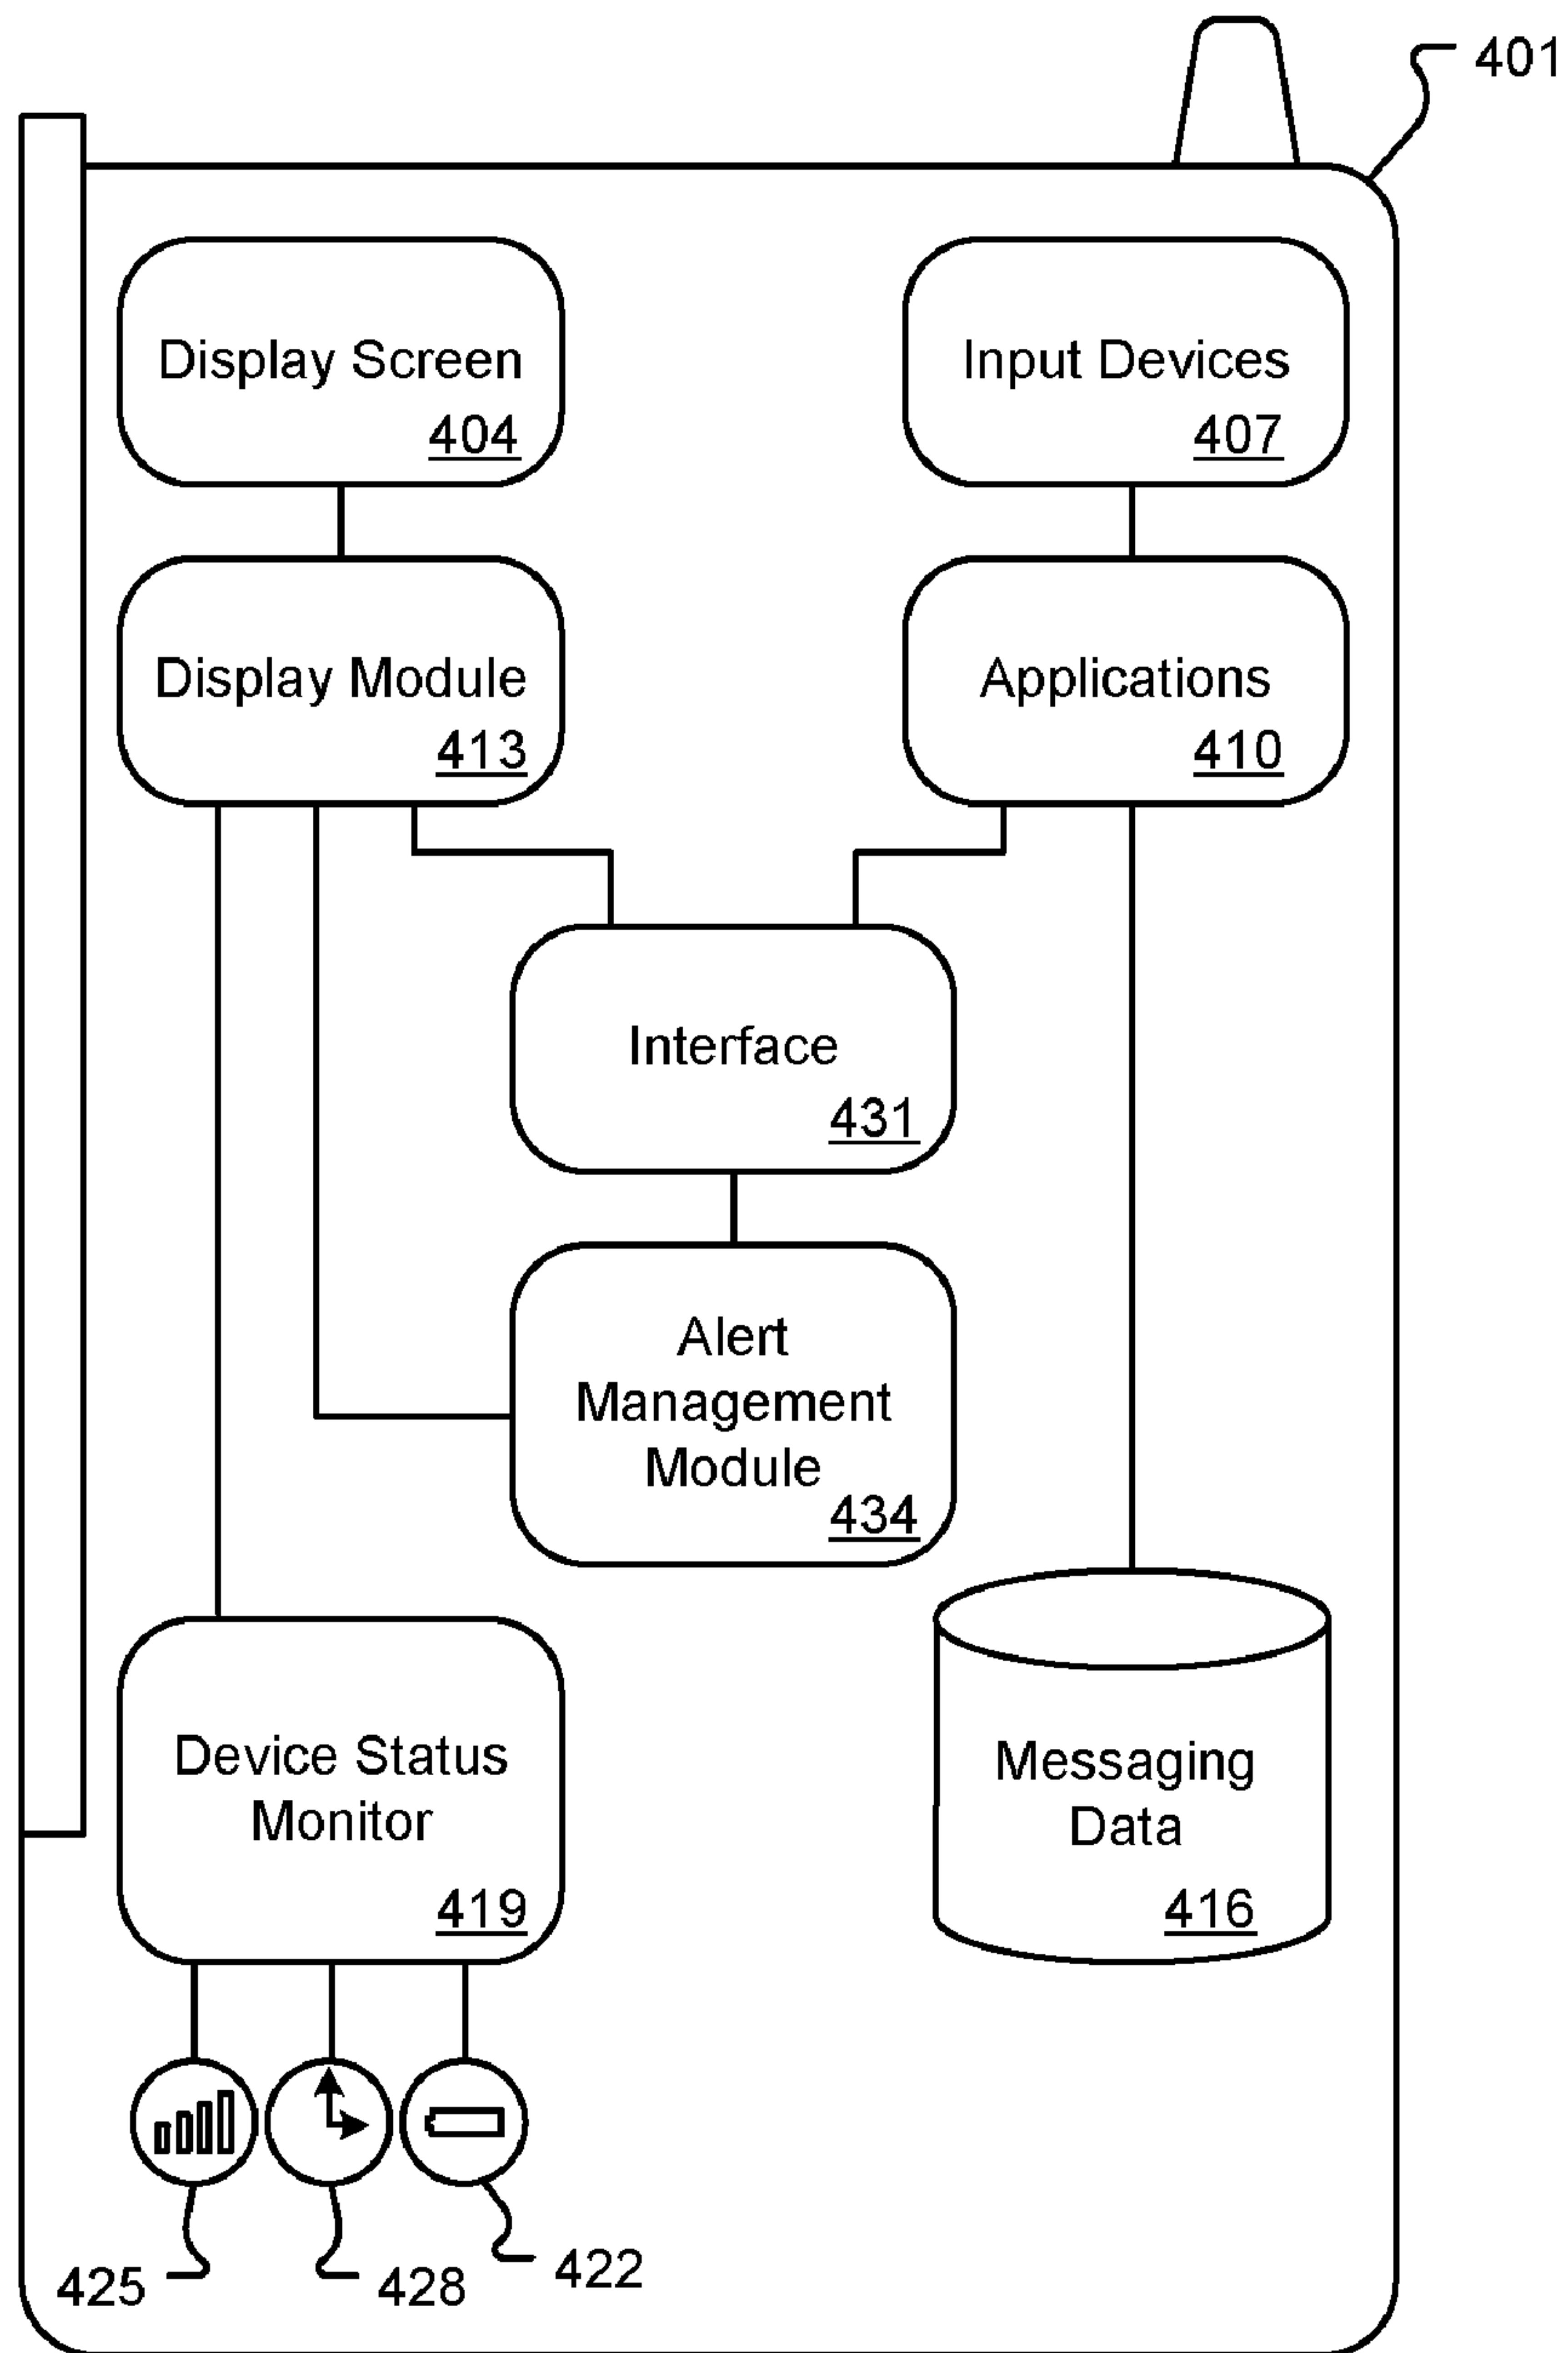 401
Display Screen
404
Input Devices
407
Display Module
413
Applications
410
Interface
431
Alert
Management
Module
434
Device Status
Monitor
419
Messaging
Data
416
425
428
422